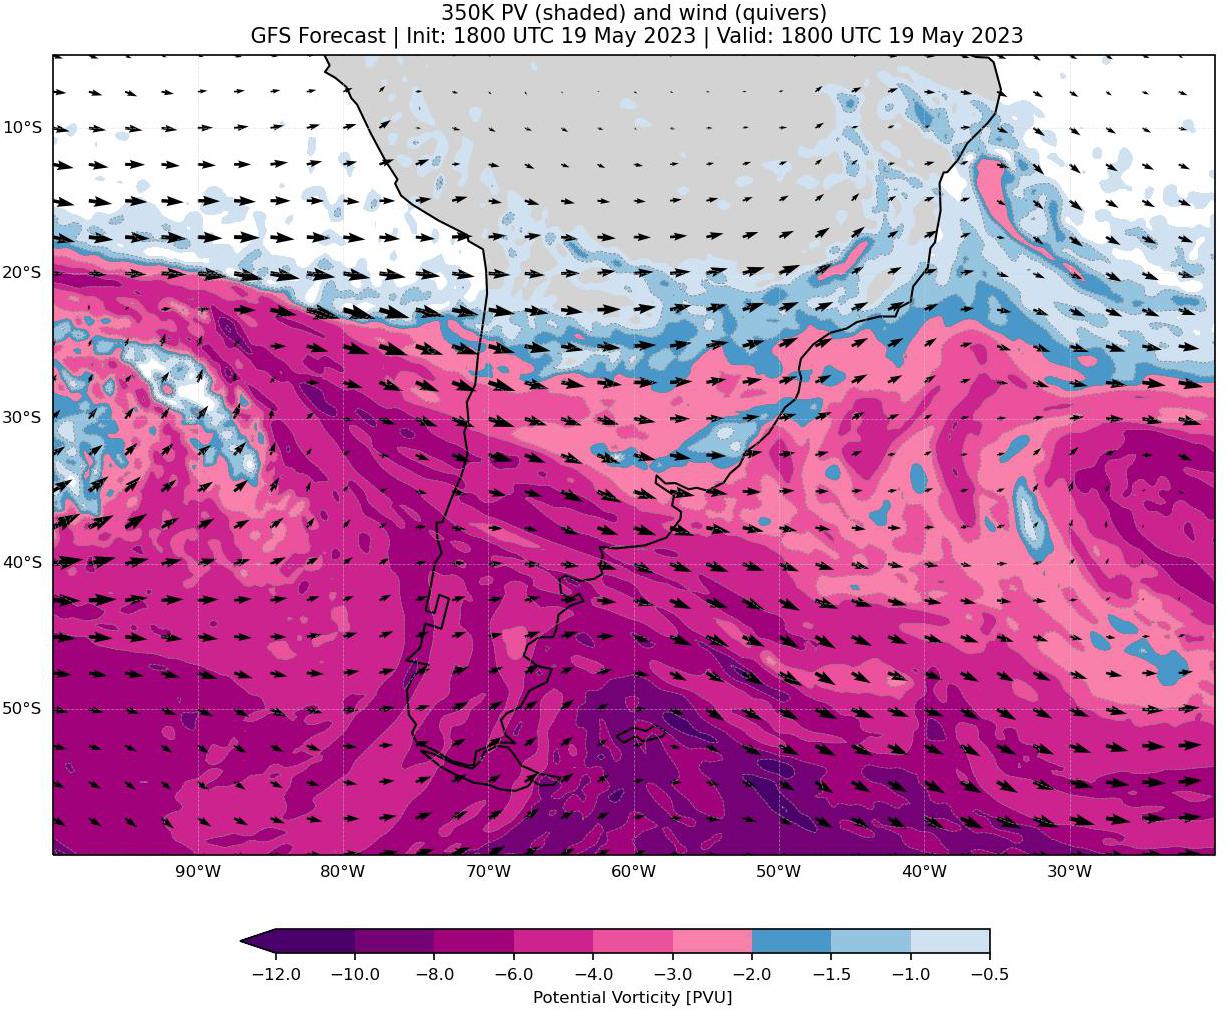 350K PV (shaded) and wind (quivers)
GFS Forecast | Init: 1800 UTC 19 May 2023 | Valid: 1800 UTC 19 May 2023
10°S
20°S
30°S
40°S
50°S
90°W 80°W 70°W 60°W 50°W 40°W 30°W
−12.0 −10.0 −8.0 −6.0 −4.0 −3.0 −2.0 −1.5 −1.0 −0.5
Potential Vorticity [PVU]